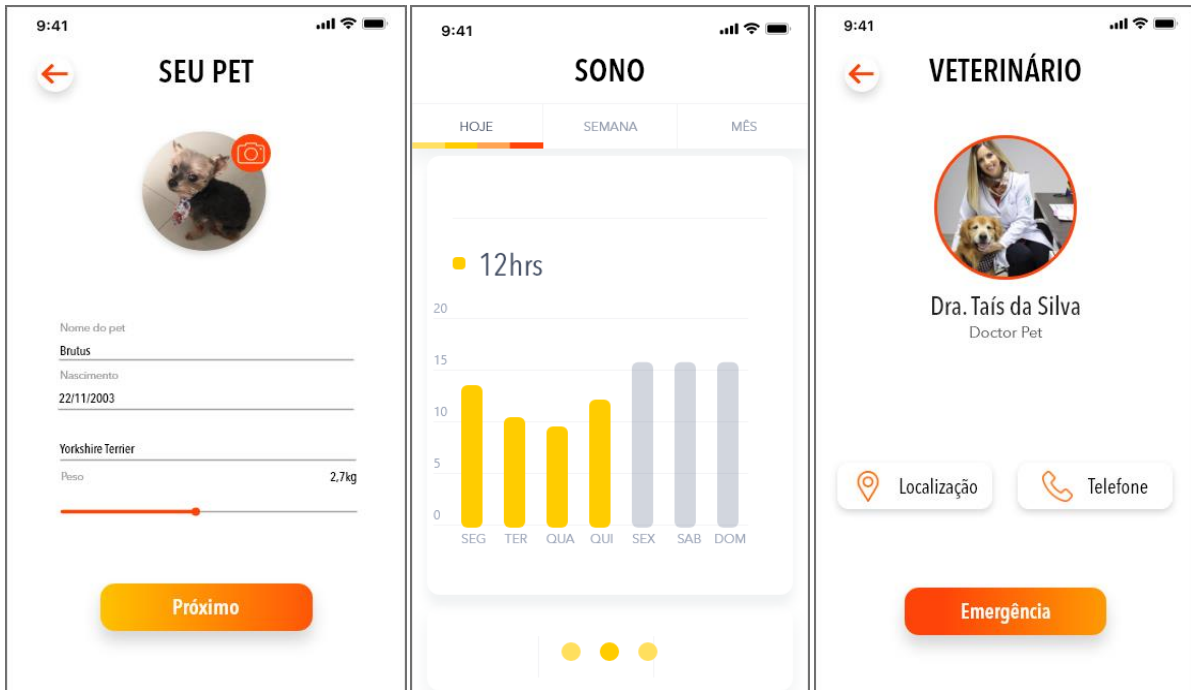 9:41
SEU PET
Nome do pet
Brutus
Nascimento
22/11/2003
Yorkshire Terrier
Peso 2,7kg
Próximo
9:41
SONO
HOJE SEMANA MÊS
12hrs
20
15
10
5
0
SEG TER QUA QUI SEX SAB DOM
9:41
VETERINÁRIO
Dra. Taís da Silva
Doctor Pet
Localização Telefone
Emergência